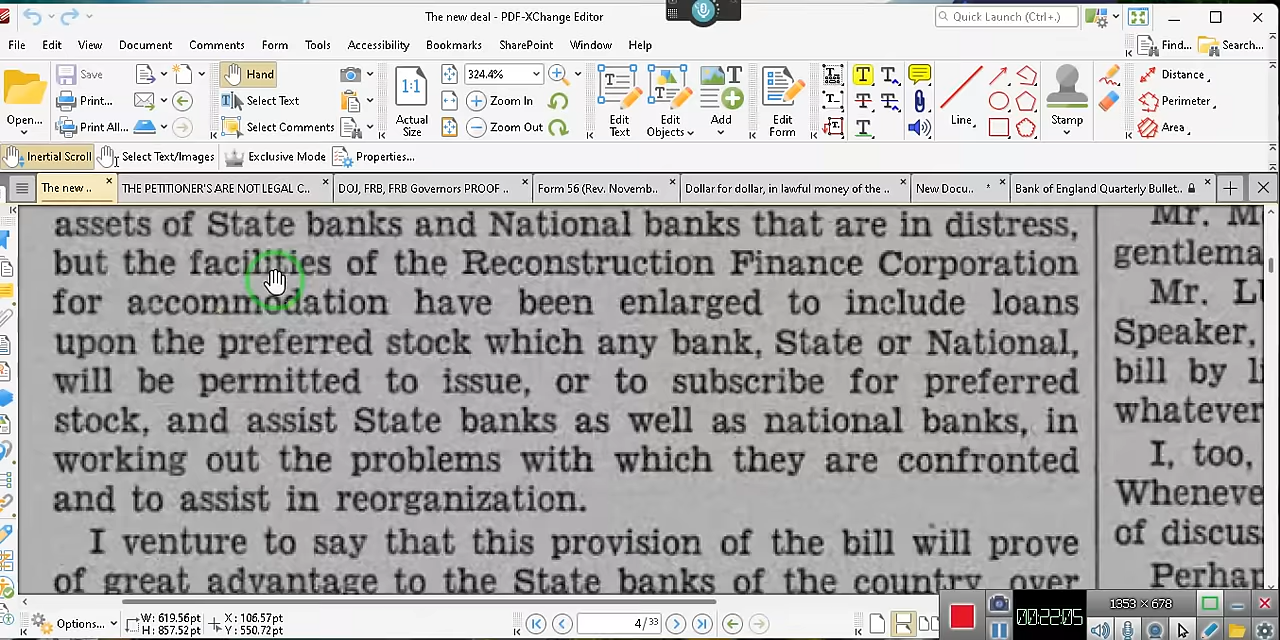 The new deal - PDF-XChange Editor
Quick Launch (Ctrl+.)
File Edit View Document Comments Form Tools Accessibility Bookmarks SharePoint Window Help
Find... Search...
Open...
Save
Print...
Print All...
Hand
Select Text
Select Comments
1:1
Actual Size
324.4%
Zoom In
Zoom Out
Edit Text
Edit Objects
Add
Edit Form
Line
Stamp
Distance
Perimeter
Area
Inertial Scroll Select Text/Images Exclusive Mode Properties...
The new .. THE PETITIONER'S ARE NOT LEGAL C.. DOJ, FRB, FRB Governors PROOF .. Form 56 (Rev. Novemb.. Dollar for dollar, in lawful money of the .. New Docu.. * Bank of England Quarterly Bullet..
assets of State banks and National banks that are in distress,
but the facilities of the Reconstruction Finance Corporation
for accommodation have been enlarged to include loans
upon the preferred stock which any bank, State or National,
will be permitted to issue, or to subscribe for preferred
stock, and assist State banks as well as national banks, in
working out the problems with which they are confronted
and to assist in reorganization.
I venture to say that this provision of the bill will prove
of great advantage to the State banks of the country, over
Mr. M
gentlema
Mr. L
Speaker,
bill by li
whatever
I, too,
Wheneve
of discus
Perhap
Options...
W: 619.56pt
H: 857.52pt
X: 106.57pt
Y: 550.72pt
4/33
00:22:05
1353 × 678